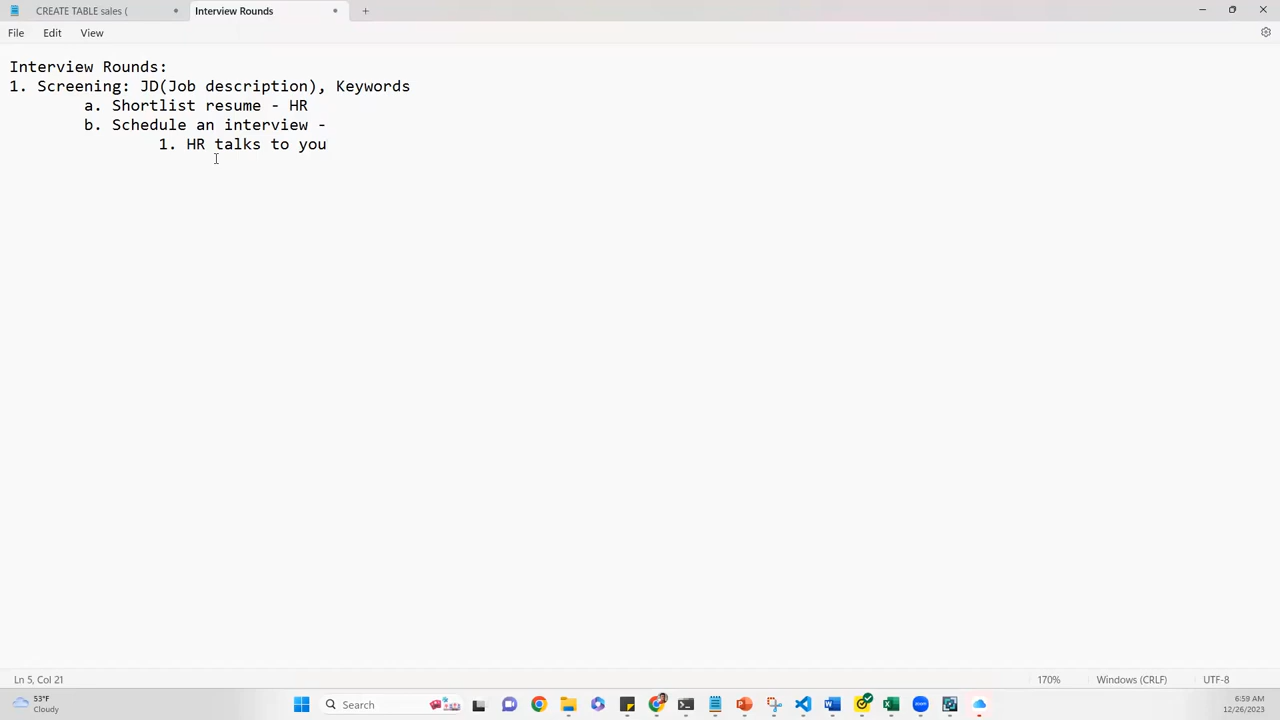 CREATE TABLE sales (
Interview Rounds
File Edit View
Interview Rounds:
1. Screening: JD(Job description), Keywords
a. Shortlist resume - HR
b. Schedule an interview -
1. HR talks to you
Ln 5, Col 21
170%
Windows (CRLF)
UTF-8
53°F
Cloudy
Search
6:59 AM
12/26/2023